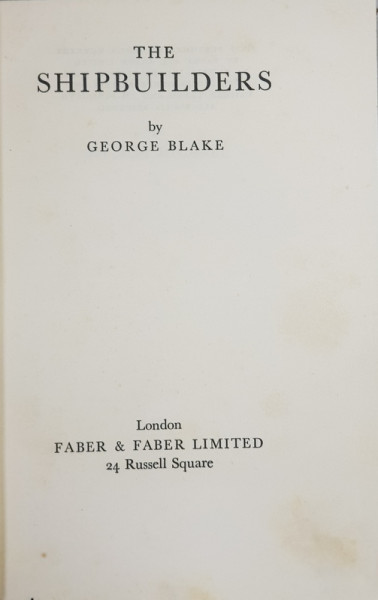 THE
SHIPBUILDERS
by
GEORGE BLAKE
London
FABER & FABER LIMITED
24 Russell Square